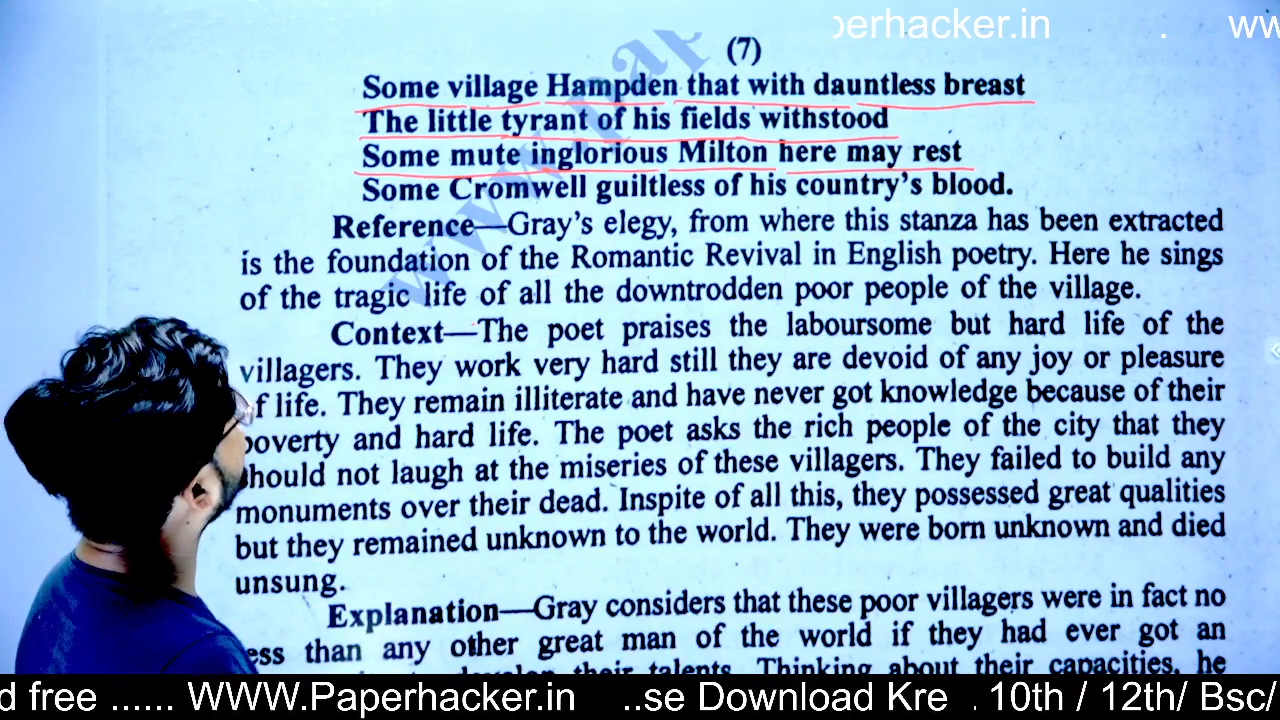 perhacker.in . ww
(7)
Some village Hampden that with dauntless breast
The little tyrant of his fields withstood
Some mute inglorious Milton here may rest
Some Cromwell guiltless of his country's blood.
Reference—Gray's elegy, from where this stanza has been extracted
is the foundation of the Romantic Revival in English poetry. Here he sings
of the tragic life of all the downtrodden poor people of the village.
Context—The poet praises the laboursome but hard life of the
villagers. They work very hard still they are devoid of any joy or pleasure
f life. They remain illiterate and have never got knowledge because of their
poverty and hard life. The poet asks the rich people of the city that they
should not laugh at the miseries of these villagers. They failed to build any
monuments over their dead. Inspite of all this, they possessed great qualities
but they remained unknown to the world. They were born unknown and died
unsung.
Explanation—Gray considers that these poor villagers were in fact no
ess than any other great man of the world if they had ever got an
their talents. Thinking about their capacities, he
www.pap
d free ...... WWW.Paperhacker.in ..se Download Kre . 10th / 12th/ Bsc/